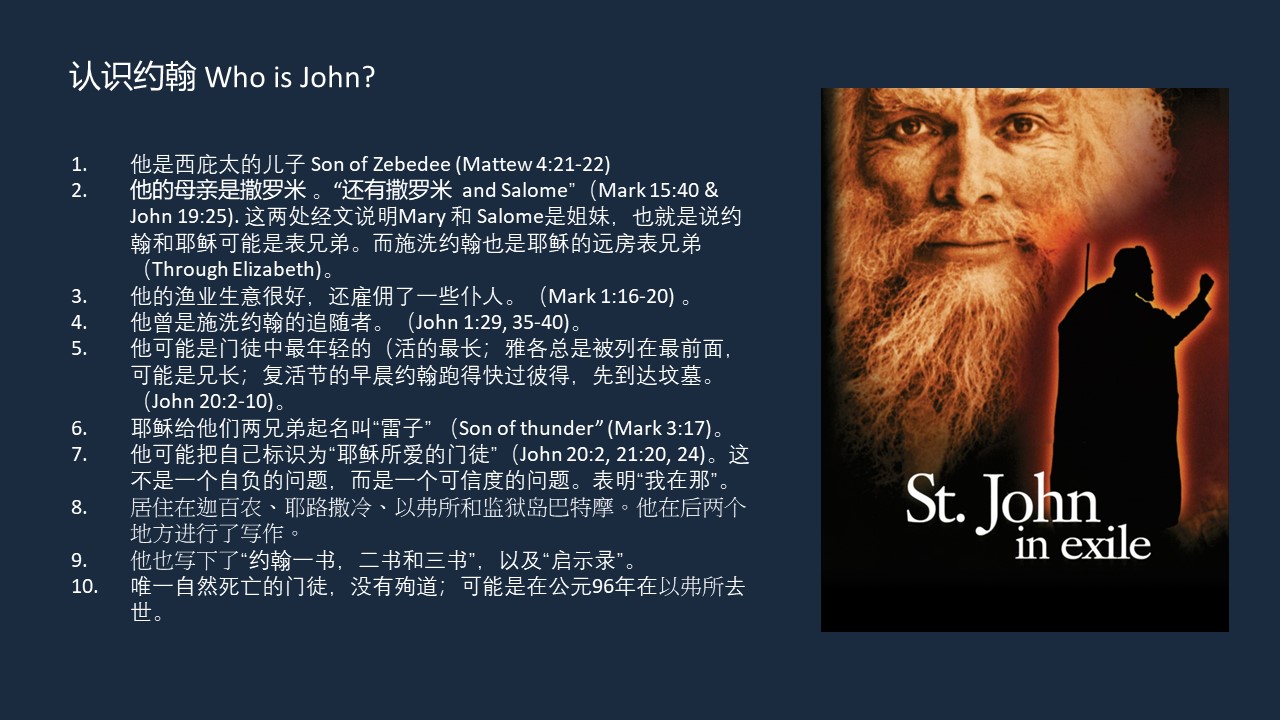 认识约翰 Who is John?
1. 他是西庇太的儿子 Son of Zebedee (Mattew 4:21-22)
2. 他的母亲是撒罗米 。“还有撒罗米 and Salome”（Mark 15:40 &
John 19:25). 这两处经文说明Mary 和 Salome是姐妹，也就是说约
翰和耶稣可能是表兄弟。而施洗约翰也是耶稣的远房表兄弟
（Through Elizabeth)。
3. 他的渔业生意很好，还雇佣了一些仆人。（Mark 1:16-20) 。
4. 他曾是施洗约翰的追随者。（John 1:29, 35-40)。
5. 他可能是门徒中最年轻的（活的最长；雅各总是被列在最前面，
可能是兄长；复活节的早晨约翰跑得快过彼得，先到达坟墓。
（John 20:2-10)。
6. 耶稣给他们两兄弟起名叫“雷子” （Son of thunder” (Mark 3:17)。
7. 他可能把自己标识为“耶稣所爱的门徒”（John 20:2, 21:20, 24)。这
不是一个自负的问题，而是一个可信度的问题。表明“我在那”。
8. 居住在迦百农、耶路撒冷、以弗所和监狱岛巴特摩。他在后两个
地方进行了写作。
9. 他也写下了“约翰一书，二书和三书”，以及“启示录”。
10. 唯一自然死亡的门徒，没有殉道；可能是在公元96年在以弗所去
世。
St. John
in exile